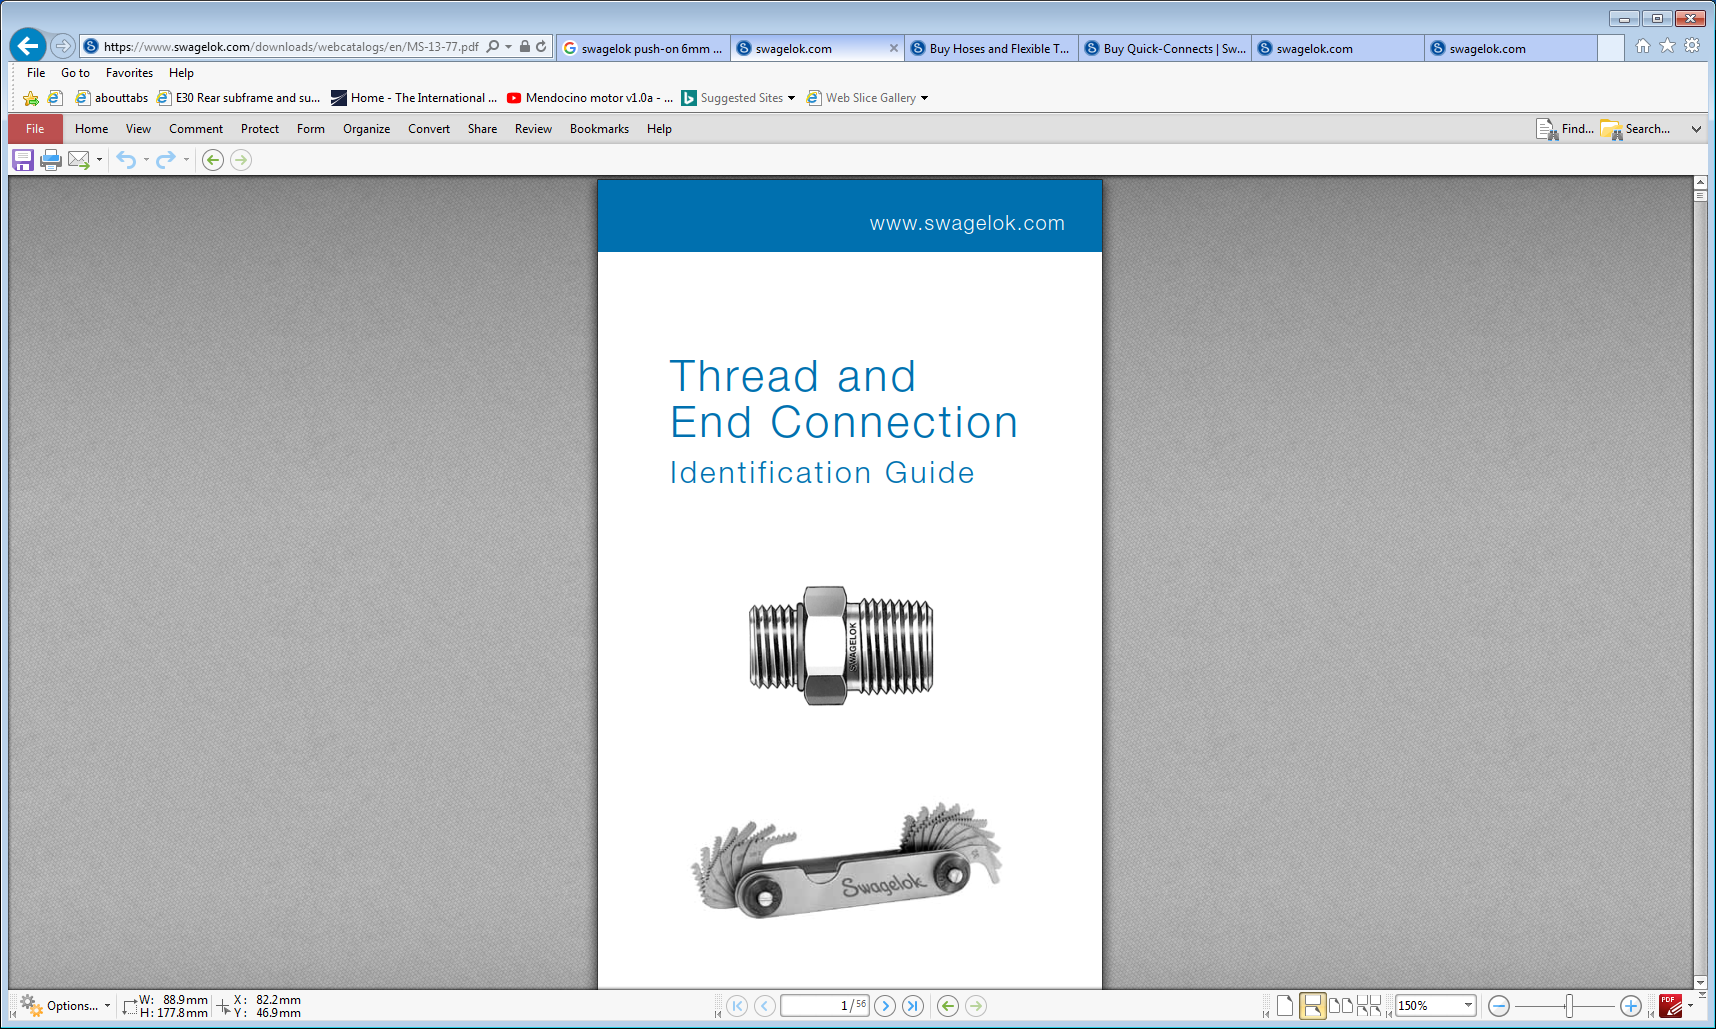 https://www.swagelok.com/downloads/webcatalogs/en/MS-13-77.pdf
swagelok push-on 6mm ...
swagelok.com
Buy Hoses and Flexible T...
Buy Quick-Connects | Sw...
swagelok.com
swagelok.com
File Go to Favorites Help
abouttabs
E30 Rear subframe and su...
Home - The International ...
Mendocino motor v1.0a - ...
Suggested Sites
Web Slice Gallery
File Home View Comment Protect Form Organize Convert Share Review Bookmarks Help
Find... Search...
www.swagelok.com
Thread and
End Connection
Identification Guide
SWAGELOK
Swagelok
Options...
W: 88.9mm
H: 177.8mm
X: 82.2mm
Y: 46.9mm
1/56
150%
PDF